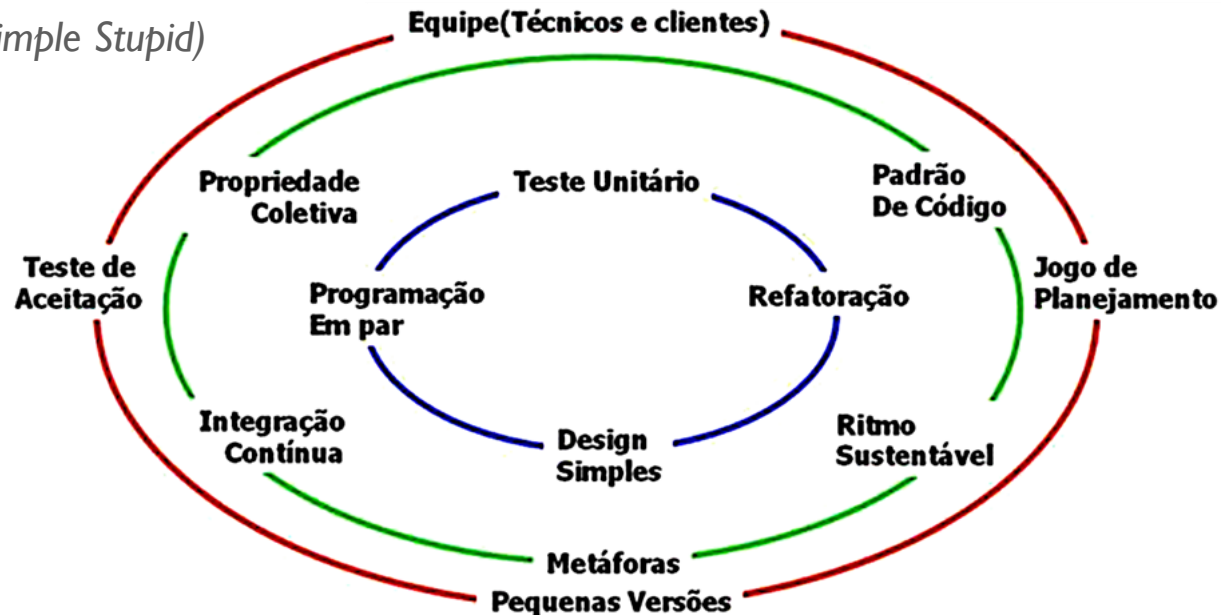 Equipe(Técnicos e clientes)
imple Stupid)
Propriedade
Coletiva
Teste Unitário
Padrão
De Código
Teste de
Aceitação
Programação
Em par
Refatoração
Jogo de
Planejamento
Integração
Contínua
Design
Simples
Ritmo
Sustentável
Metáforas
Pequenas Versões